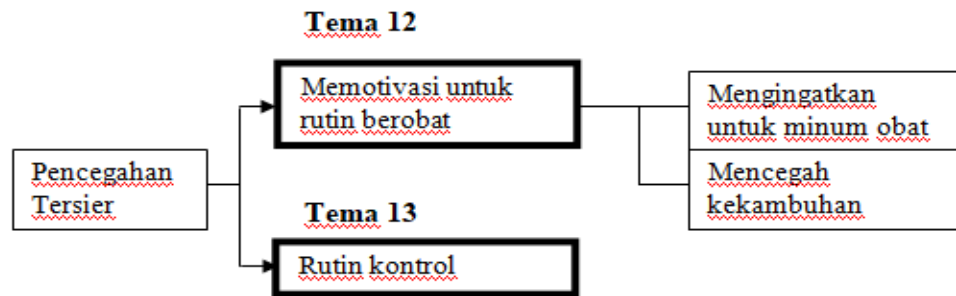 Tema 12
Memotivasi untuk
rutin berobat
Mengingatkan
untuk minum obat
Pencegahan
Tersier
Mencegah
kekambuhan
Tema 13
Rutin kontrol